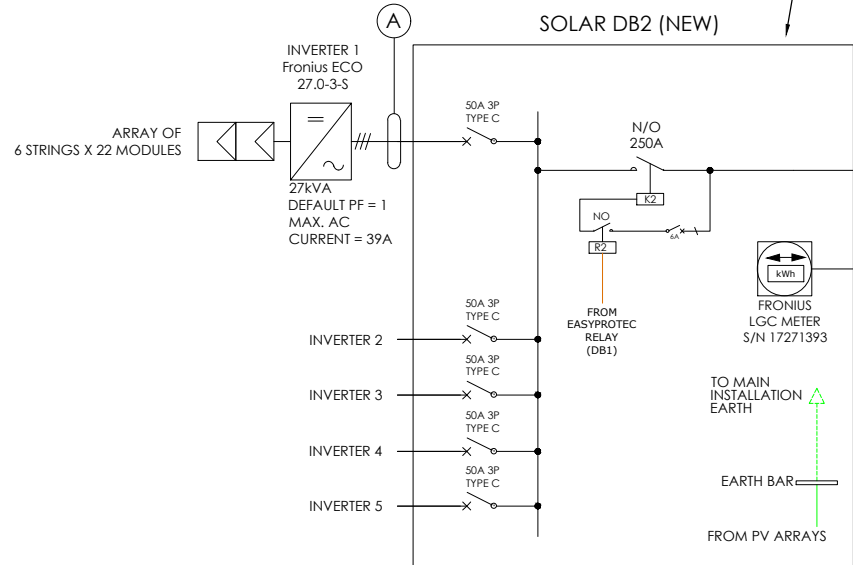 A
SOLAR DB2 (NEW)
INVERTER 1
Fronius ECO
27.0-3-S
ARRAY OF
6 STRINGS X 22 MODULES
27kVA
DEFAULT PF = 1
MAX. AC
CURRENT = 39A
50A 3P
TYPE C
N/O
250A
K2
NO
6A
R2
FROM
EASYPROTEC
RELAY
(DB1)
kWh
FRONIUS
LGC METER
S/N 17271393
INVERTER 2
50A 3P
TYPE C
INVERTER 3
50A 3P
TYPE C
INVERTER 4
50A 3P
TYPE C
INVERTER 5
50A 3P
TYPE C
TO MAIN
INSTALLATION
EARTH
EARTH BAR
FROM PV ARRAYS